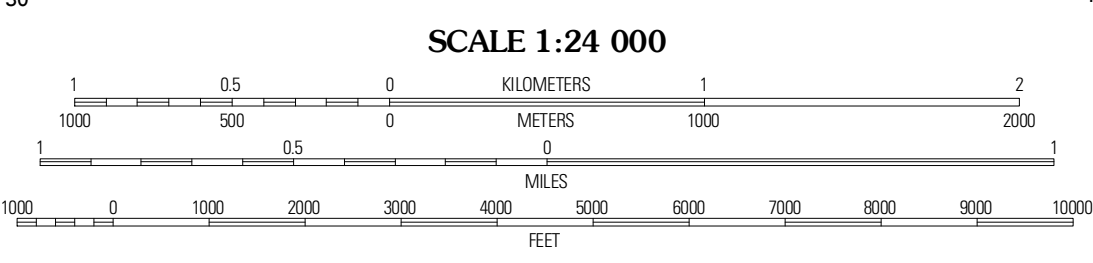 30
SCALE 1:24 000
1 0.5 0 KILOMETERS 1 2
1000 500 0 METERS 1000 2000
1 0.5 0 1
MILES
1000 0 1000 2000 3000 4000 5000 6000 7000 8000 9000 10000
FEET